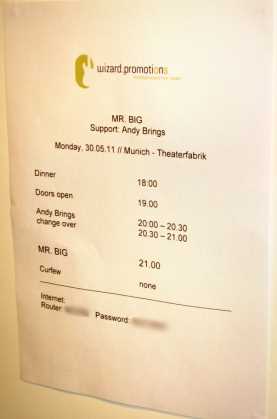 wizard.promotions
MR. BIG
Support: Andy Brings
Monday, 30.05.11 // Munich - Theaterfabrik
Dinner 18:00
Doors open 19.00
Andy Brings 20:00 – 20.30
change over 20.30 – 21.00
MR. BIG 21.00
Curfew none
Internet:
Router: Password: